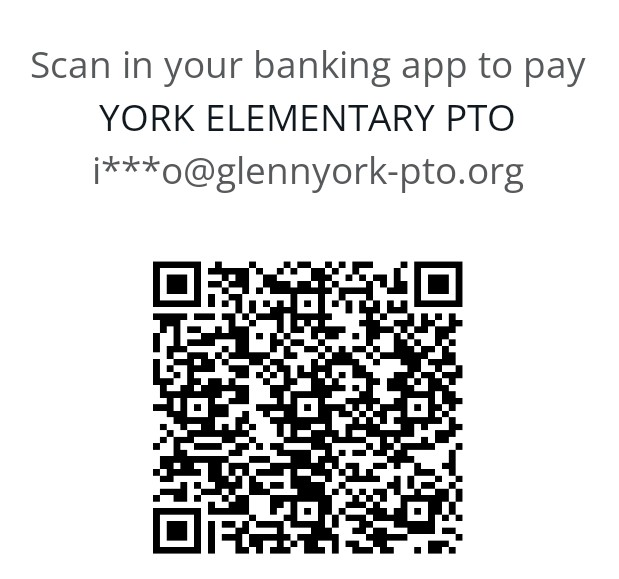 Scan in your banking app to pay
YORK ELEMENTARY PTO
i***o@glennyork-pto.org